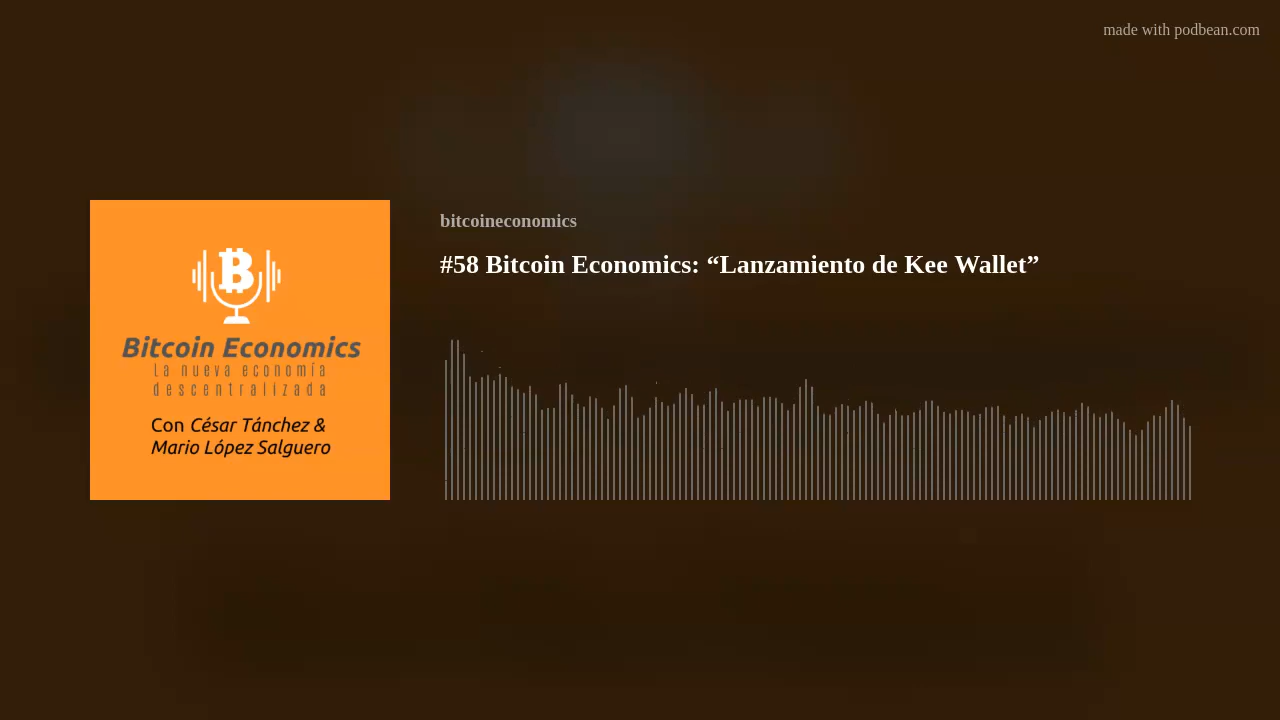 made with podbean.com
bitcoineconomics
#58 Bitcoin Economics: “Lanzamiento de Kee Wallet”
Bitcoin Economics
La nueva economía
descentralizada
Con César Tánchez &
Mario López Salguero